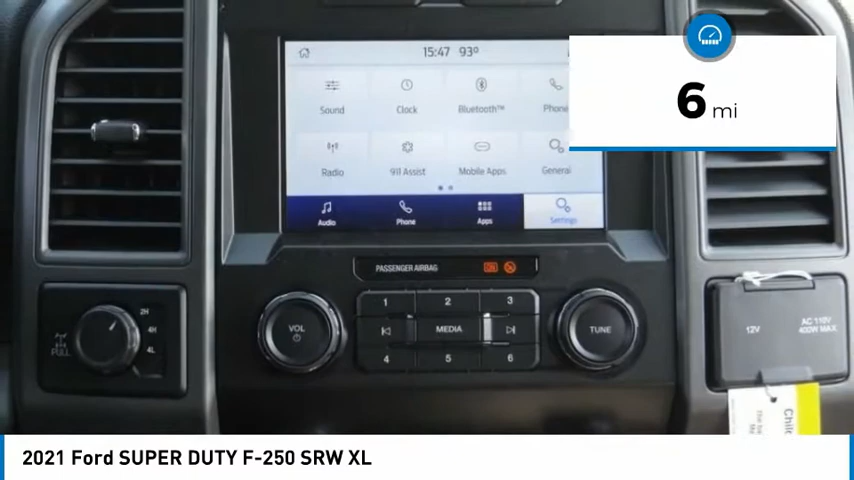 15:47 93º
6 mi
Sound Clock Bluetooth™ Phone
Radio 911 Assist Mobile Apps General
Audio Phone Apps Settings
PASSENGER AIRBAG
2H
4H
4L
FULL
VOL
1 2 3
MEDIA
4 5 6
TUNE
12V
AC 110V
400W MAX
2021 Ford SUPER DUTY F-250 SRW XL